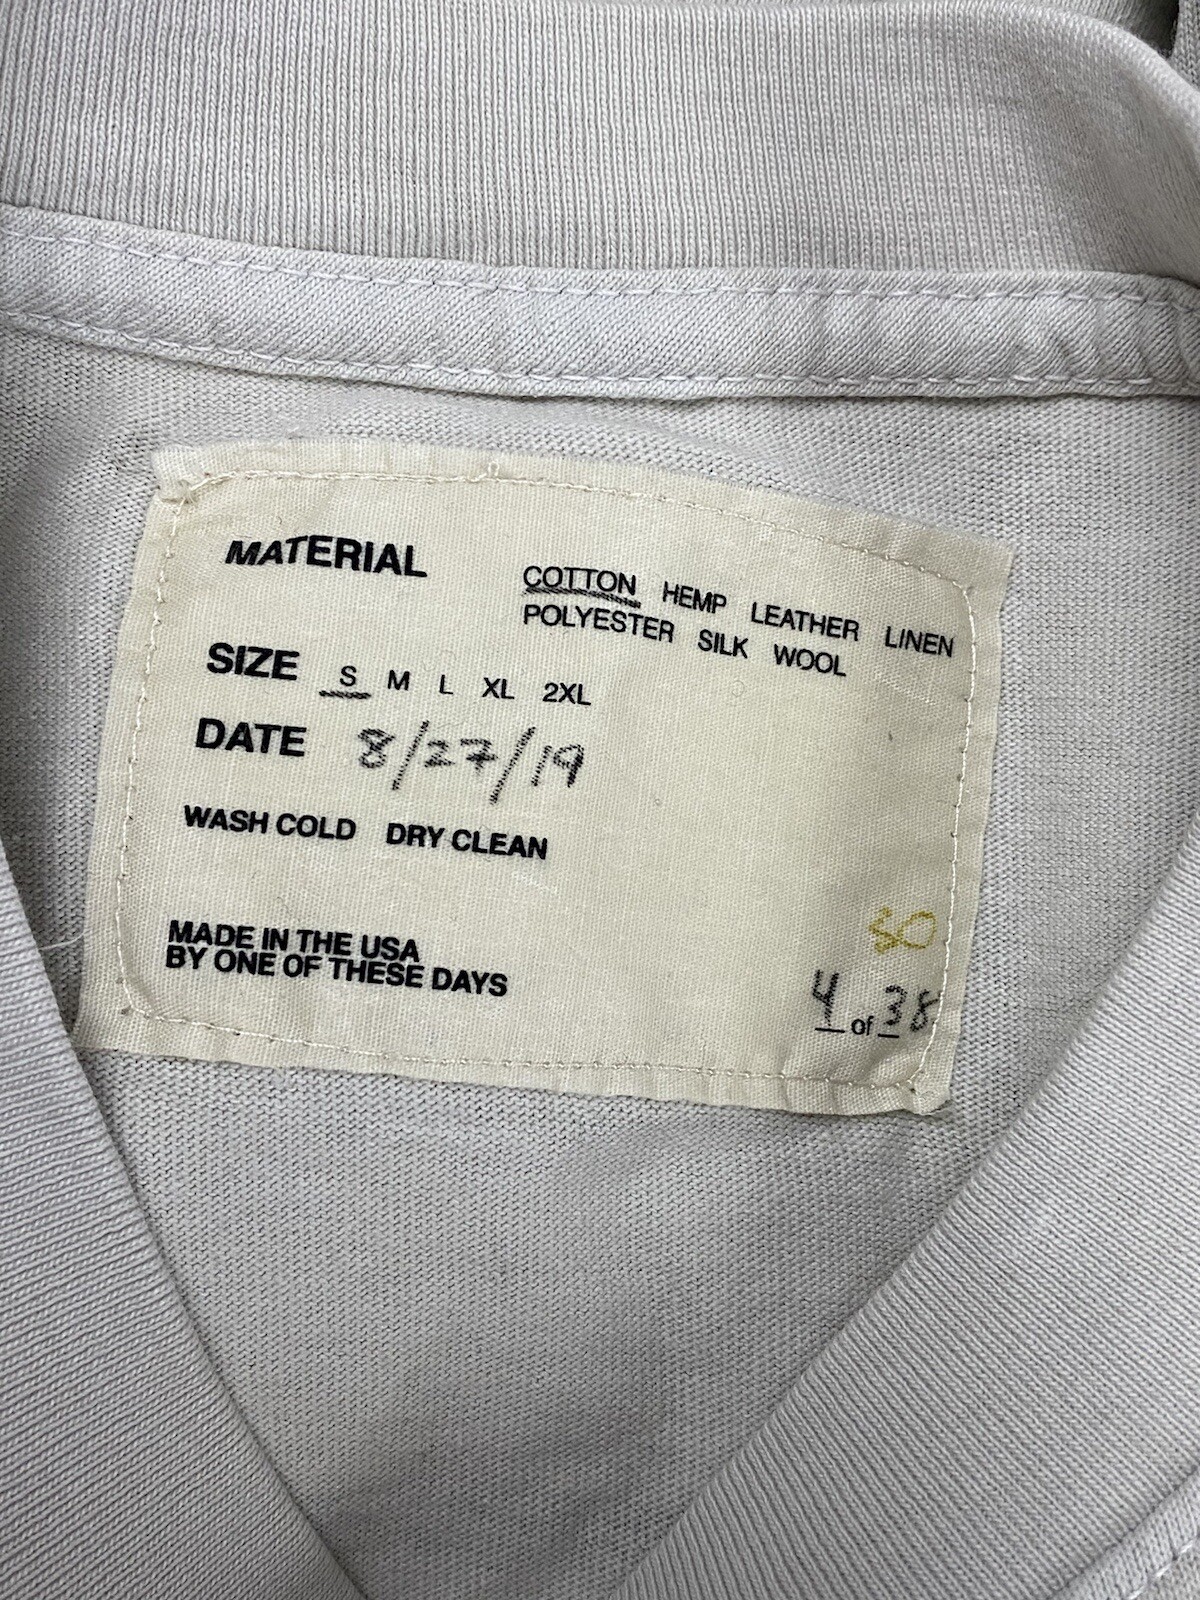 MATERIAL COTTON HEMP LEATHER LINEN
POLYESTER SILK WOOL
SIZE S M L XL 2XL
DATE 8/27/19
WASH COLD DRY CLEAN
MADE IN THE USA
BY ONE OF THESE DAYS
4 of 38